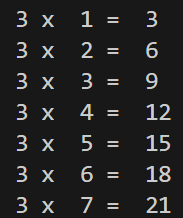 3 x  1 =  3
3 x  2 =  6
3 x  3 =  9
3 x  4 =  12
3 x  5 =  15
3 x  6 =  18
3 x  7 =  21